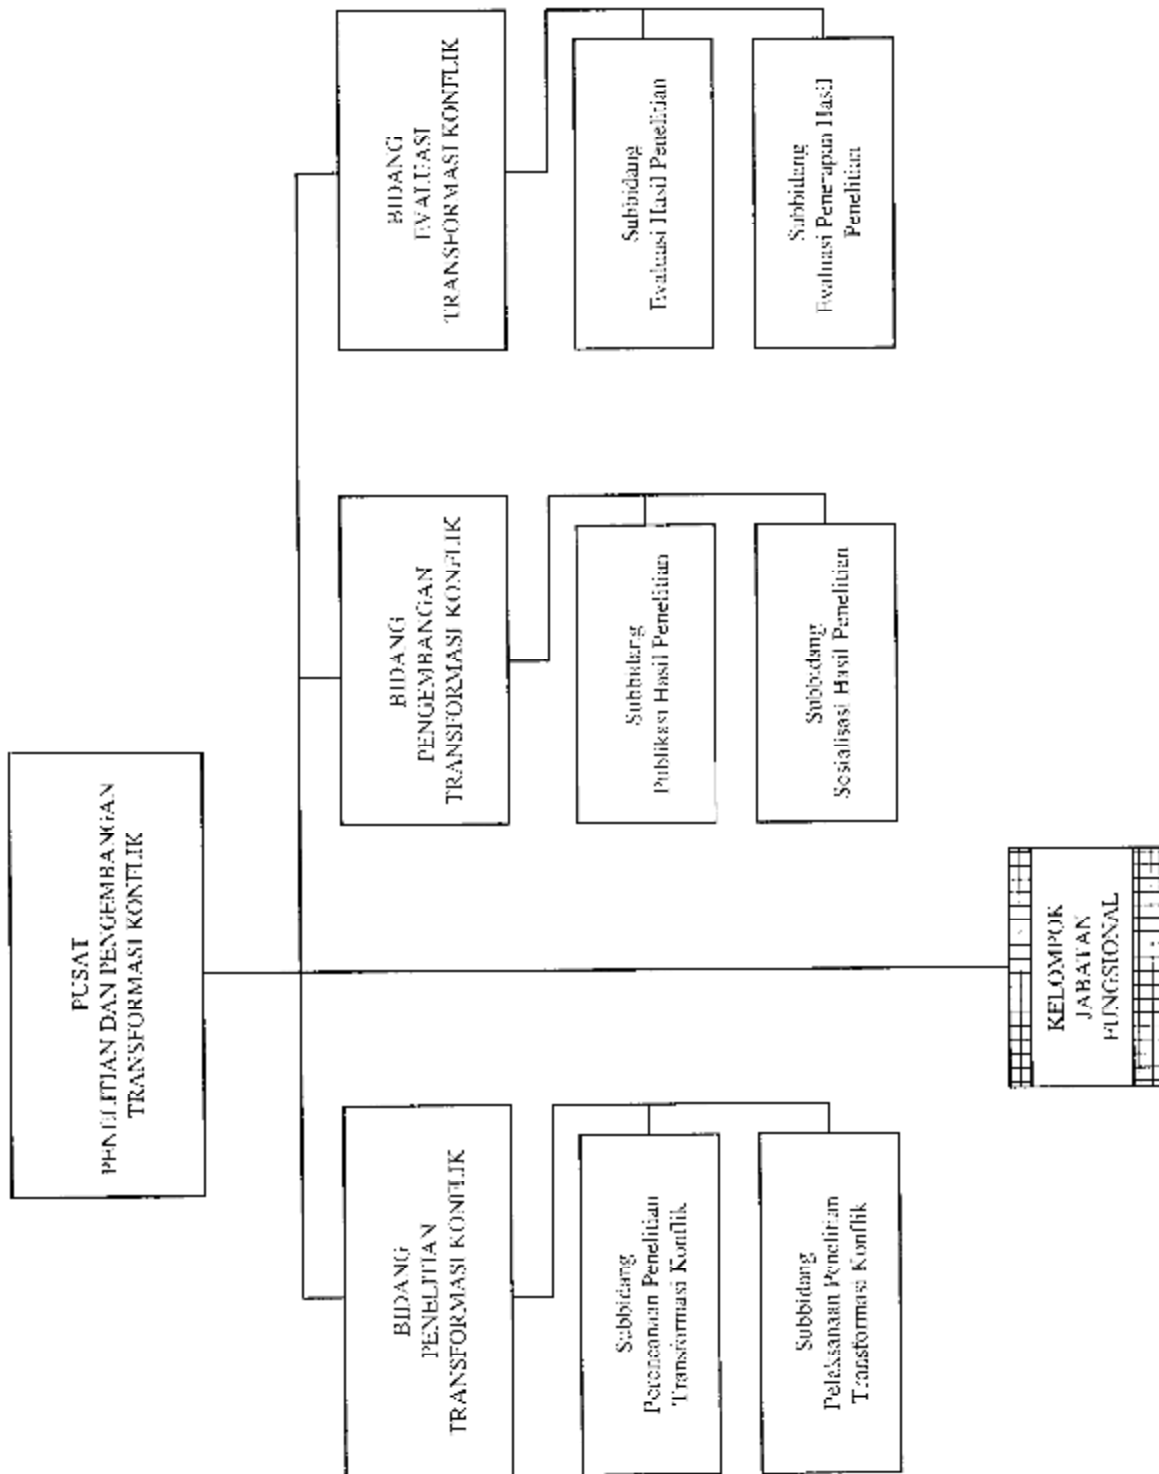 PUSAT
PENELITIAN DAN PENGEMBANGAN
TRANSFORMASI KONFLIK
BIDANG
PENELITIAN
TRANSFORMASI KONFLIK
BIDANG
PENGEMBANGAN
TRANSFORMASI KONFLIK
BIDANG
EVALUASI
TRANSFORMASI KONFLIK
Subbidang
Perencanaan Penelitian
Transformasi Konflik
Subbidang
Publikasi Hasil Penelitian
Subbidang
Evaluasi Hasil Penelitian
Subbidang
Pelaksanaan Penelitian
Transformasi Konflik
Subbidang
Sosialisasi Hasil Penelitian
Subbidang
Evaluasi Penerapan Hasil
Penelitian
KELOMPOK
JABATAN
FUNGSIONAL